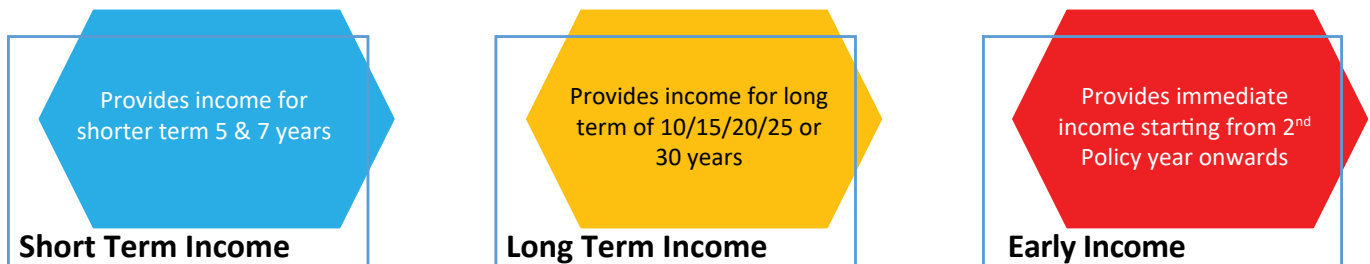 Provides income for
shorter term 5 & 7 years
Short Term Income
Provides income for long
term of 10/15/20/25 or
30 years
Long Term Income
Provides immediate
income starting from 2nd
Policy year onwards
Early Income